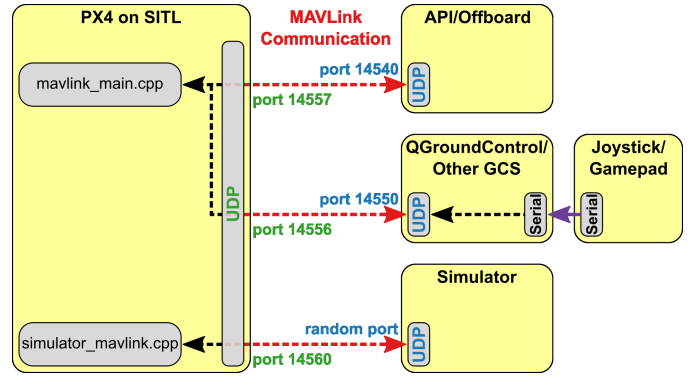 PX4 on SITL
MAVLink
Communication
API/Offboard
mavlink_main.cpp
port 14540
port 14557
UDP
UDP
QGroundControl/
Other GCS
Joystick/
Gamepad
port 14550
port 14556
UDP
Serial
Serial
Simulator
simulator_mavlink.cpp
random port
port 14560
UDP